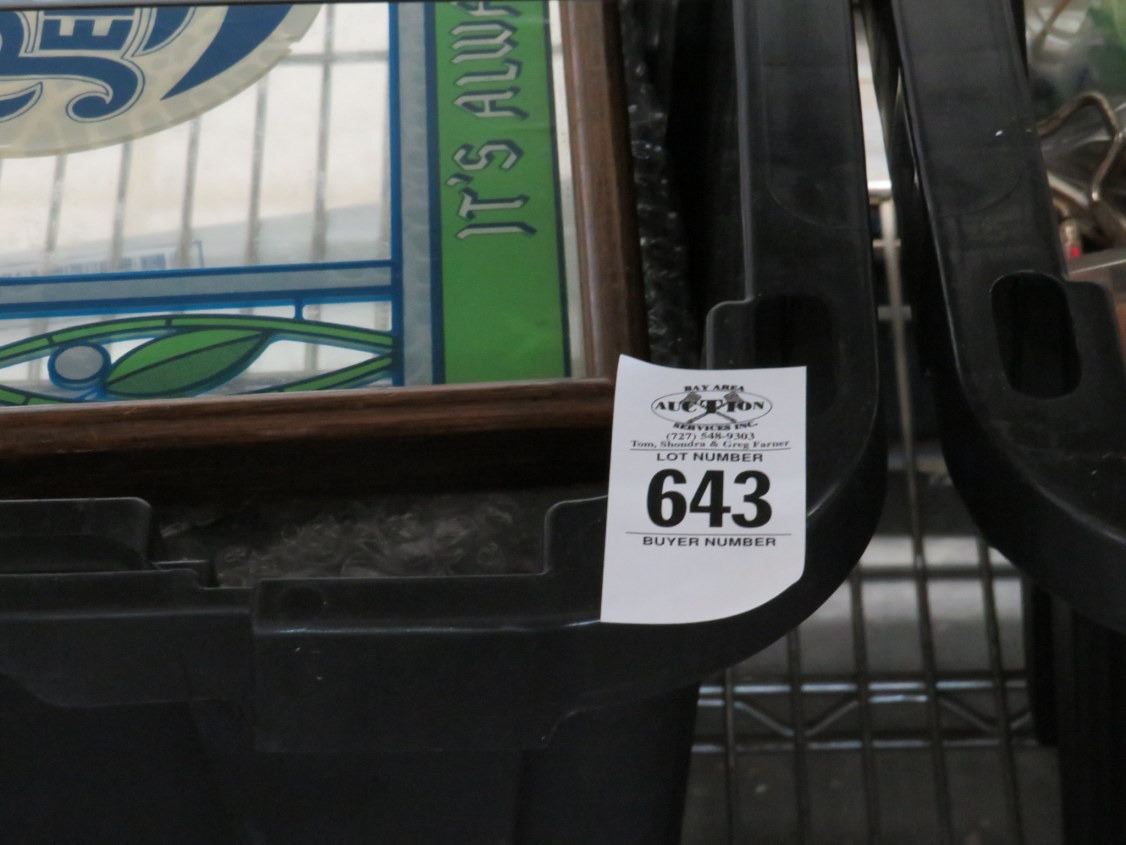 IT'S ALWA
BAY AREA
AUCTION
SERVICES INC.
(727) 548-9303
Tom, Shondra & Greg Farner
LOT NUMBER
643
BUYER NUMBER